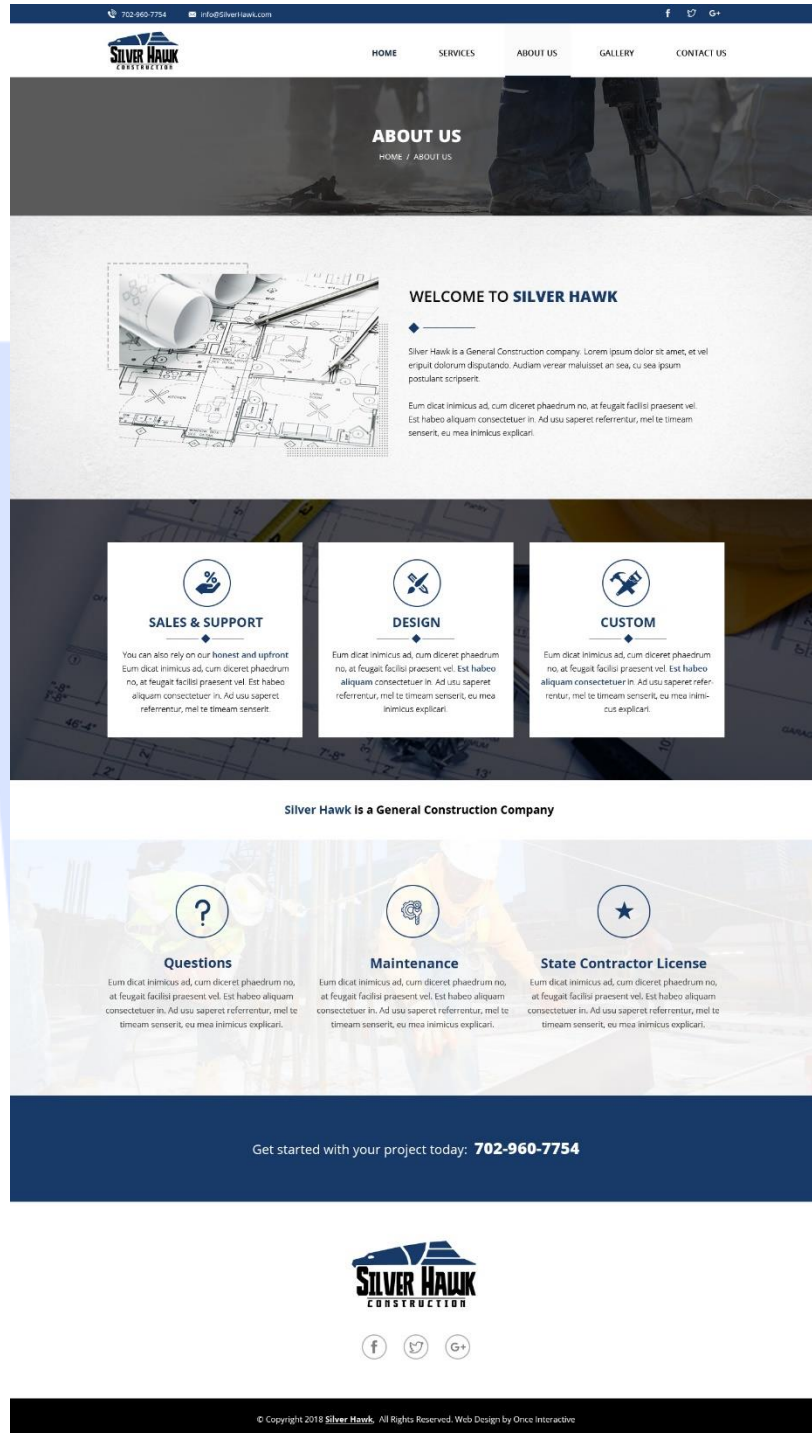 702-960-7754
info@SilverHawk.com
f
G+
SILVER HAWK
CONSTRUCTION
HOME
SERVICES
ABOUT US
GALLERY
CONTACT US
ABOUT US
HOME / ABOUT US
WELCOME TO SILVER HAWK
Silver Hawk is a General Construction company. Lorem ipsum dolor sit amet, et vel
eripuit dolorum disputando. Audiam verear maluisset an sea, cu sea ipsum
postulant scripserit.
Eum dicat inimicus ad, cum diceret phaedrum no, at feugait facilisi praesent vel.
Est habeo aliquam consectetuer in. Ad usu saperet referrentur, mel te timeam
senserit, eu mea inimicus explicari.
SALES & SUPPORT
You can also rely on our honest and upfront
Eum dicat inimicus ad, cum diceret phaedrum
no, at feugait facilisi praesent vel. Est habeo
aliquam consectetuer in. Ad usu saperet
referrentur, mel te timeam senserit.
DESIGN
Eum dicat inimicus ad, cum diceret phaedrum
no, at feugait facilisi praesent vel. Est habeo
aliquam consectetuer in. Ad usu saperet
referrentur, mel te timeam senserit, eu mea
inimicus explicari.
CUSTOM
Eum dicat inimicus ad, cum diceret phaedrum
no, at feugait facilisi praesent vel. Est habeo
aliquam consectetuer in. Ad usu saperet refer-
rentur, mel te timeam senserit, eu mea inimi-
cus explicari.
46'-4"
7'-8"
13'
Silver Hawk is a General Construction Company
?
Questions
Eum dicat inimicus ad, cum diceret phaedrum no,
at feugait facilisi praesent vel. Est habeo aliquam
consectetuer in. Ad usu saperet referrentur, mel te
timeam senserit, eu mea inimicus explicari.
Maintenance
Eum dicat inimicus ad, cum diceret phaedrum no,
at feugait facilisi praesent vel. Est habeo aliquam
consectetuer in. Ad usu saperet referrentur, mel te
timeam senserit, eu mea inimicus explicari.
State Contractor License
Eum dicat inimicus ad, cum diceret phaedrum no,
at feugait facilisi praesent vel. Est habeo aliquam
consectetuer in. Ad usu saperet referrentur, mel te
timeam senserit, eu mea inimicus explicari.
Get started with your project today: 702-960-7754
SILVER HAWK
CONSTRUCTION
f
G+
© Copyright 2018 Silver Hawk, All Rights Reserved. Web Design by Once Interactive